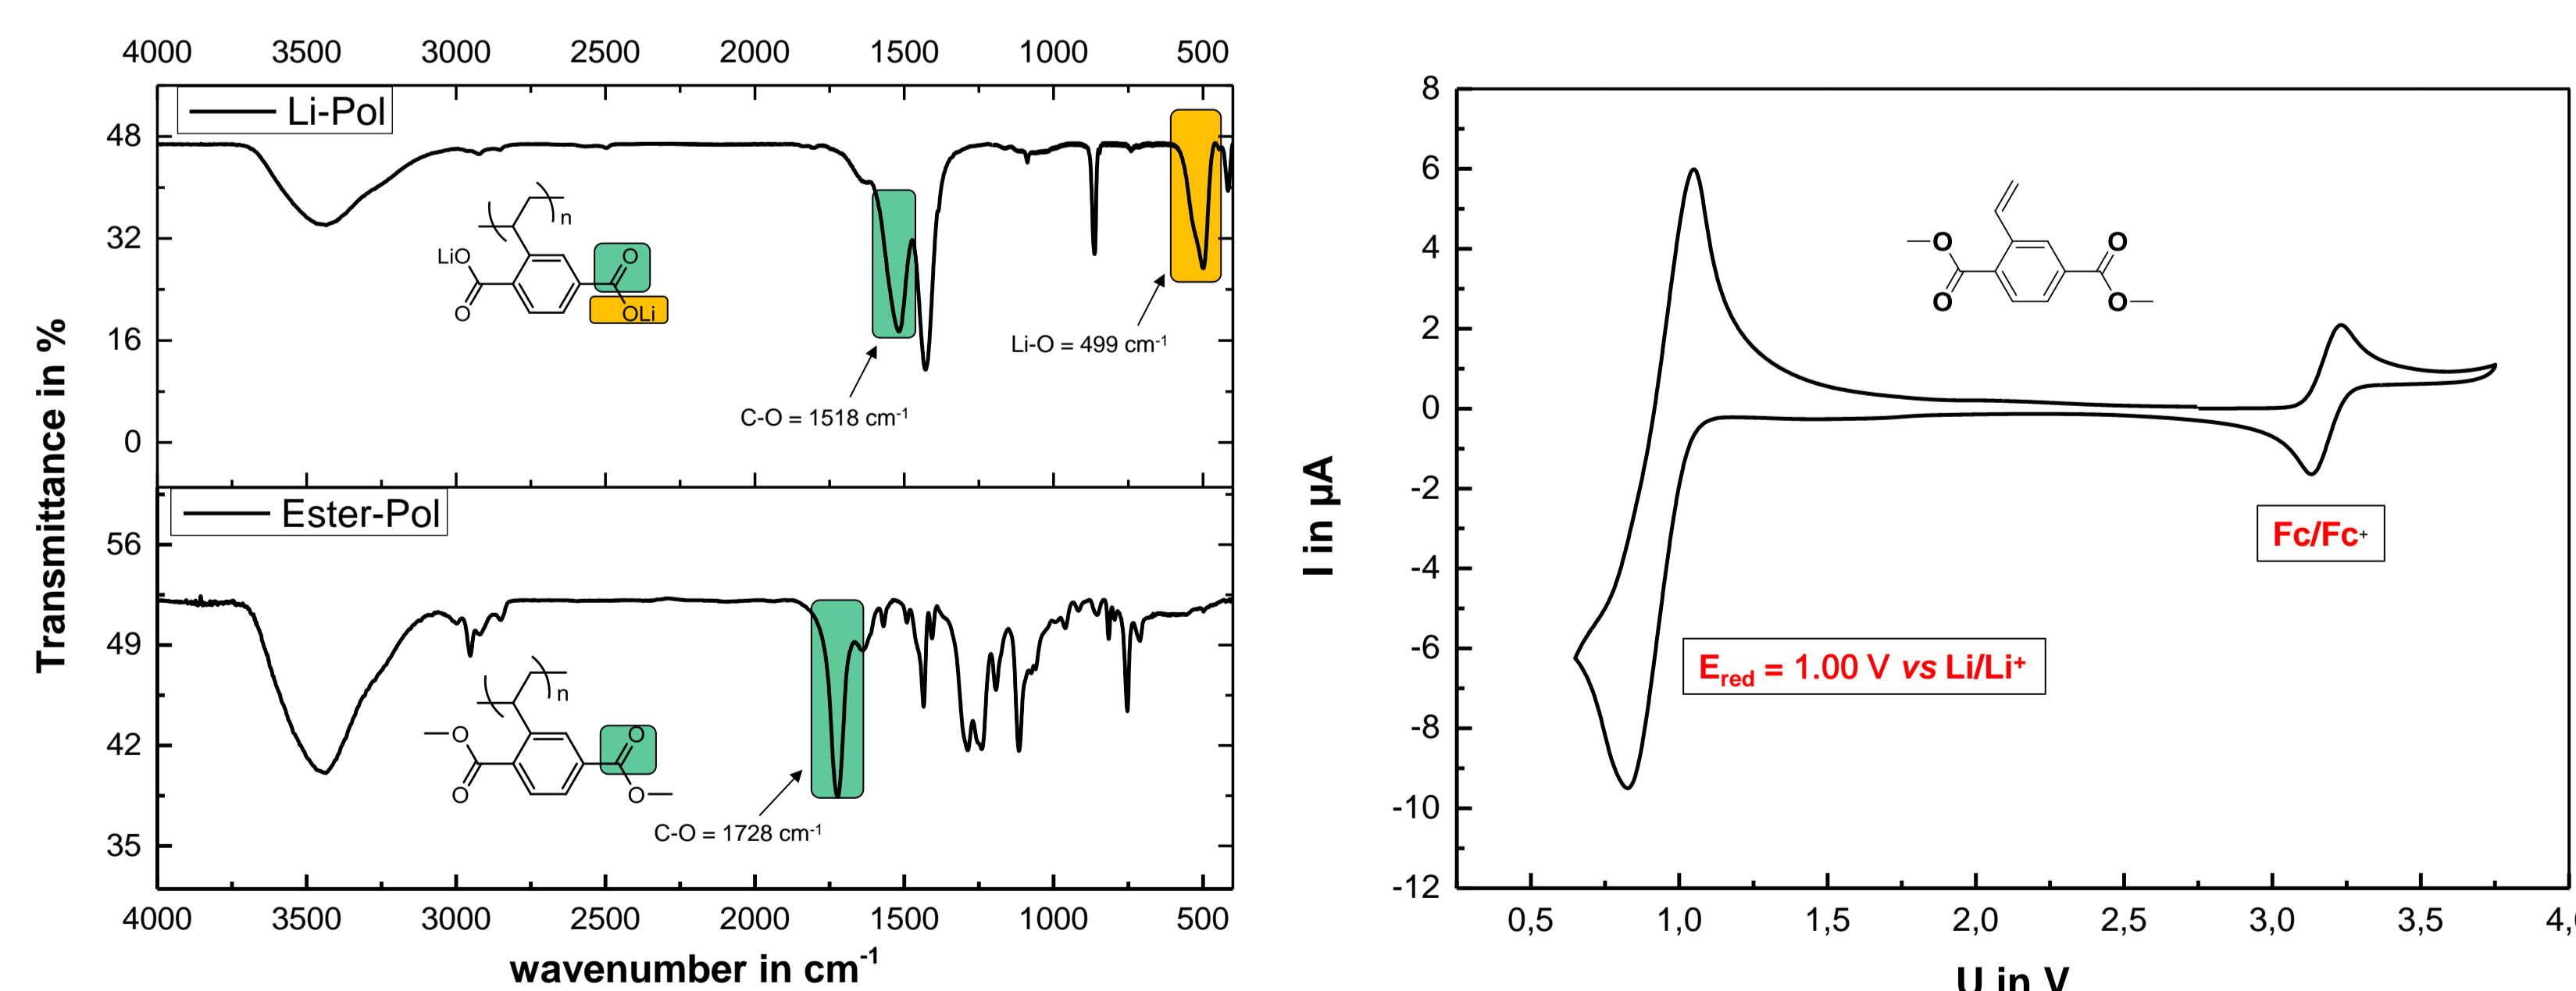 4000 3500 3000 2500 2000 1500 1000 500
Li-Pol
48
32
16
0
n
LiO
O
O
OLi
C-O = 1518 cm-1
Li-O = 499 cm-1
Transmittance in %
Ester-Pol
56
49
42
35
n
O
O
O
O
C-O = 1728 cm-1
4000 3500 3000 2500 2000 1500 1000 500
wavenumber in cm-1
8
6
4
2
0
-2
-4
-6
-8
-10
-12
I in µA
O
O
O
O
Fc/Fc+
Ered = 1.00 V vs Li/Li+
0,5 1,0 1,5 2,0 2,5 3,0 3,5
U in V